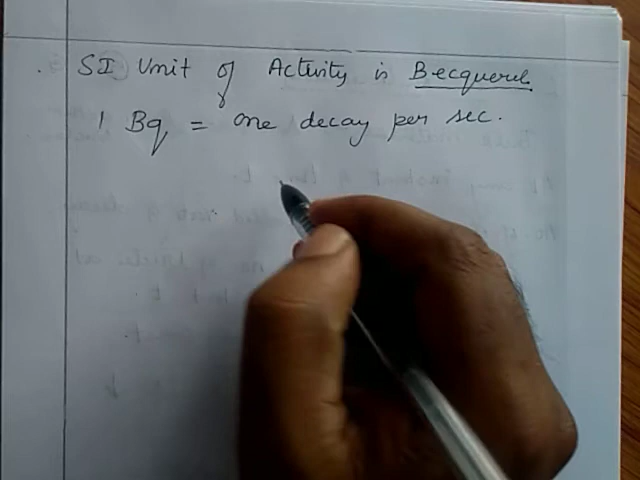 SI Unit of Activity is Becquerel.
1 Bq = one decay per sec.